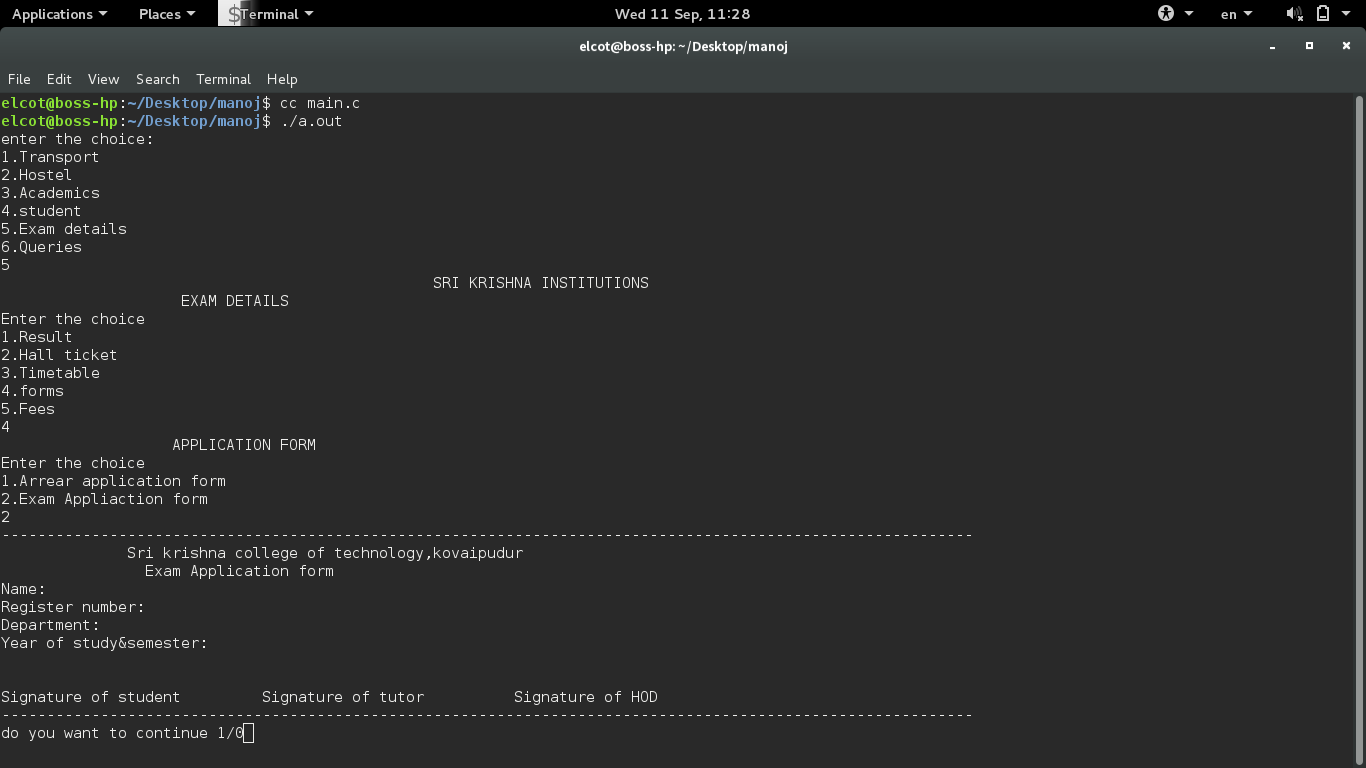 Applications Places Terminal Wed 11 Sep, 11:28 en
elcot@boss-hp: ~/Desktop/manoj
File Edit View Search Terminal Help
elcot@boss-hp:~/Desktop/manoj$ cc main.c
elcot@boss-hp:~/Desktop/manoj$ ./a.out
enter the choice:
1.Transport
2.Hostel
3.Academics
4.student
5.Exam details
6.Queries
5
SRI KRISHNA INSTITUTIONS
EXAM DETAILS
Enter the choice
1.Result
2.Hall ticket
3.Timetable
4.forms
5.Fees
4
APPLICATION FORM
Enter the choice
1.Arrear application form
2.Exam Appliaction form
2
------------------------------------------------------------------------------------------------------------
Sri krishna college of technology,kovaipudur
Exam Application form
Name:
Register number:
Department:
Year of study&semester:
Signature of student Signature of tutor Signature of HOD
------------------------------------------------------------------------------------------------------------
do you want to continue 1/0